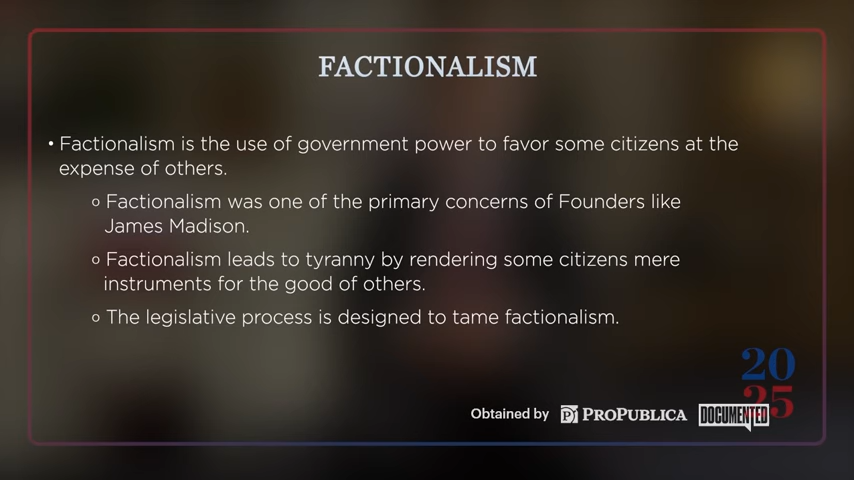 FACTIONALISM
• Factionalism is the use of government power to favor some citizens at the
expense of others.
○ Factionalism was one of the primary concerns of Founders like
James Madison.
○ Factionalism leads to tyranny by rendering some citizens mere
instruments for the good of others.
○ The legislative process is designed to tame factionalism.
20
25
Obtained by PROPUBLICA DOCUMENTED